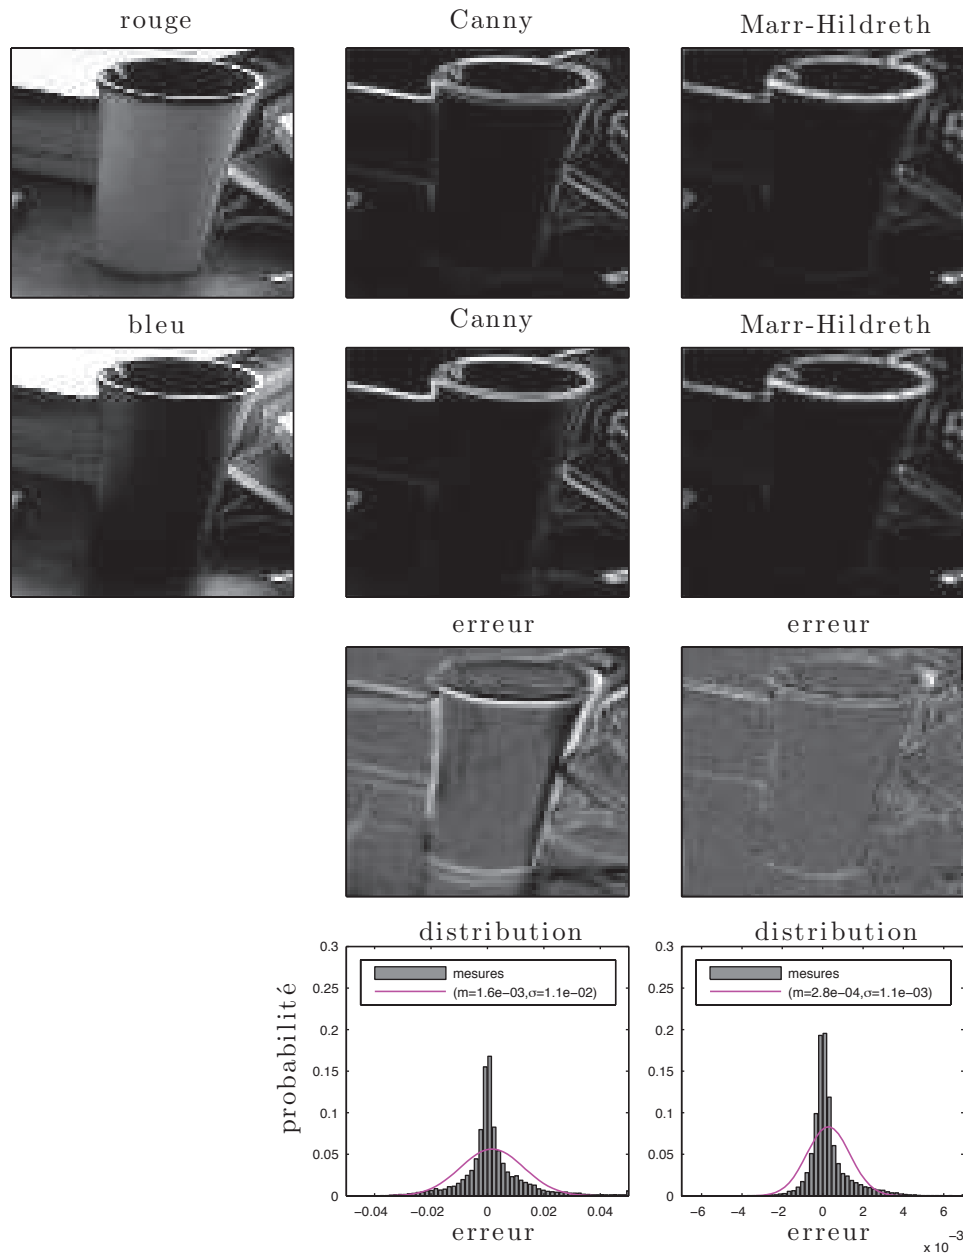 rouge
Canny
Marr-Hildreth
bleu
Canny
Marr-Hildreth
erreur
erreur
distribution
distribution
probabilité
0.3
0.25
0.2
0.15
0.1
0.05
0
mesures
(m=1.6e−03,σ=1.1e−02)
−0.04
−0.02
0
0.02
0.04
erreur
0.3
0.25
0.2
0.15
0.1
0.05
0
mesures
(m=2.8e−04,σ=1.1e−03)
−6
−4
−2
0
2
4
6
x 10⁻³
erreur